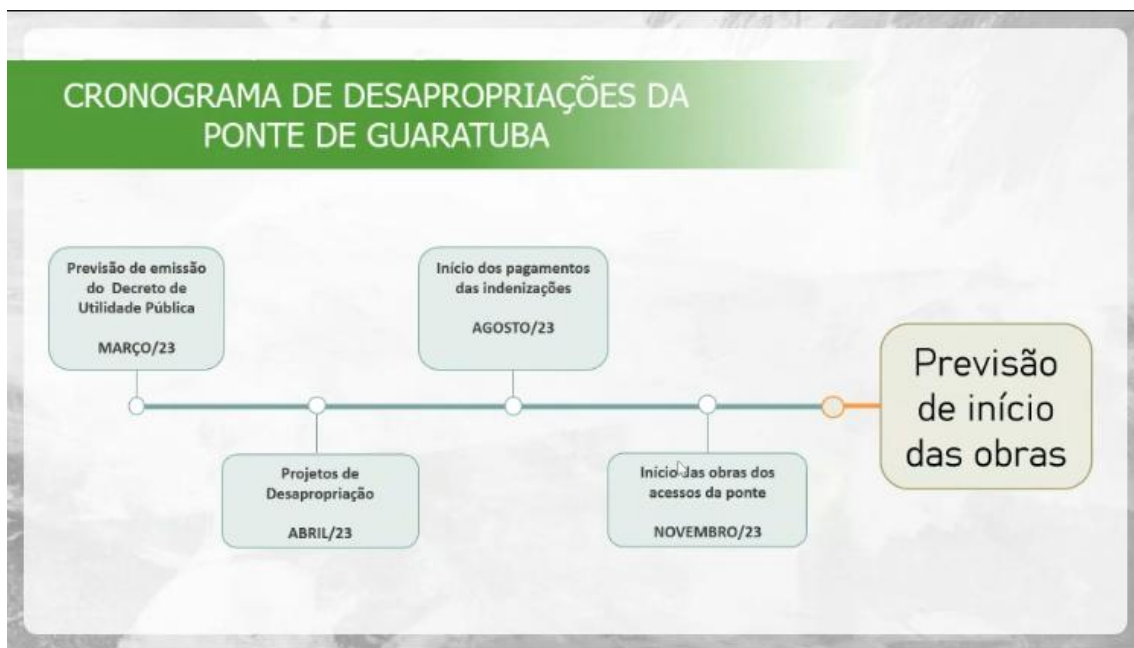 CRONOGRAMA DE DESAPROPRIAÇÕES DA
PONTE DE GUARATUBA
Previsão de emissão
do Decreto de
Utilidade Pública
MARÇO/23
Projetos de
Desapropriação
ABRIL/23
Início dos pagamentos
das indenizações
AGOSTO/23
Início das obras dos
acessos da ponte
NOVEMBRO/23
Previsão
de início
das obras